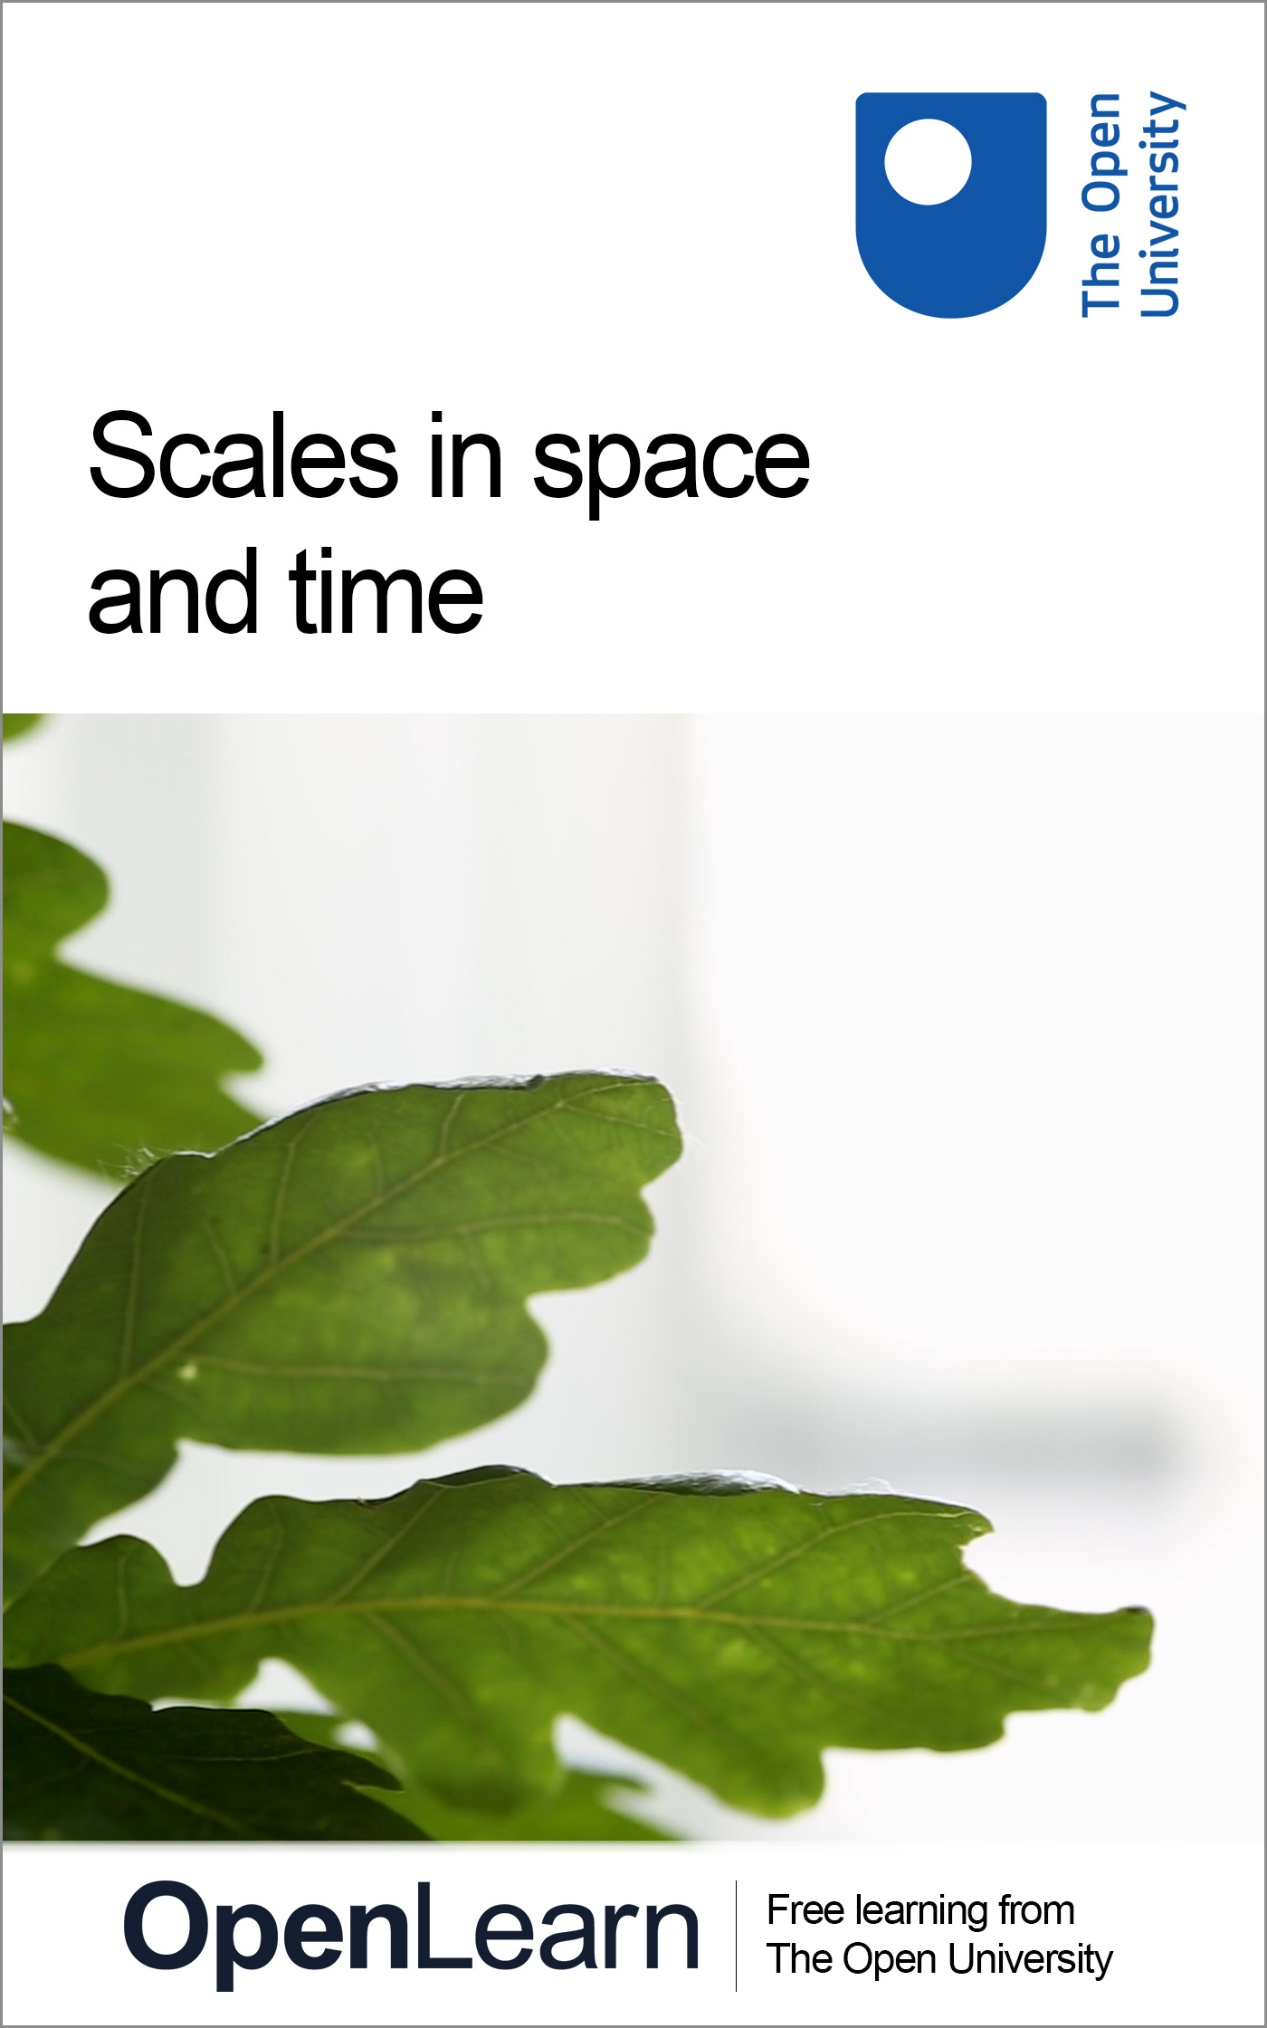 The Open
University
Scales in space
and time
OpenLearn
Free learning from
The Open University